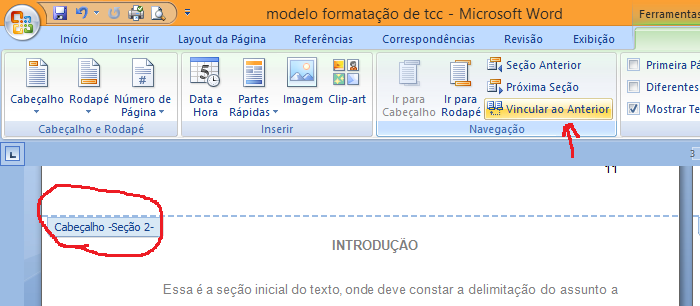 modelo formatação de tcc - Microsoft Word
Ferramentas
Início Inserir Layout da Página Referências Correspondências Revisão Exibição
Cabeçalho Rodapé Número de Página
Cabeçalho e Rodapé
Data e Hora Partes Rápidas Imagem Clip-art
Inserir
Ir para Cabeçalho Ir para Rodapé
Seção Anterior
Próxima Seção
Vincular ao Anterior
Navegação
Primeira Pá
Diferentes
Mostrar Te
L
3
11
Cabeçalho -Seção 2-
INTRODUÇÃO
Essa é a seção inicial do texto, onde deve constar a delimitação do assunto a